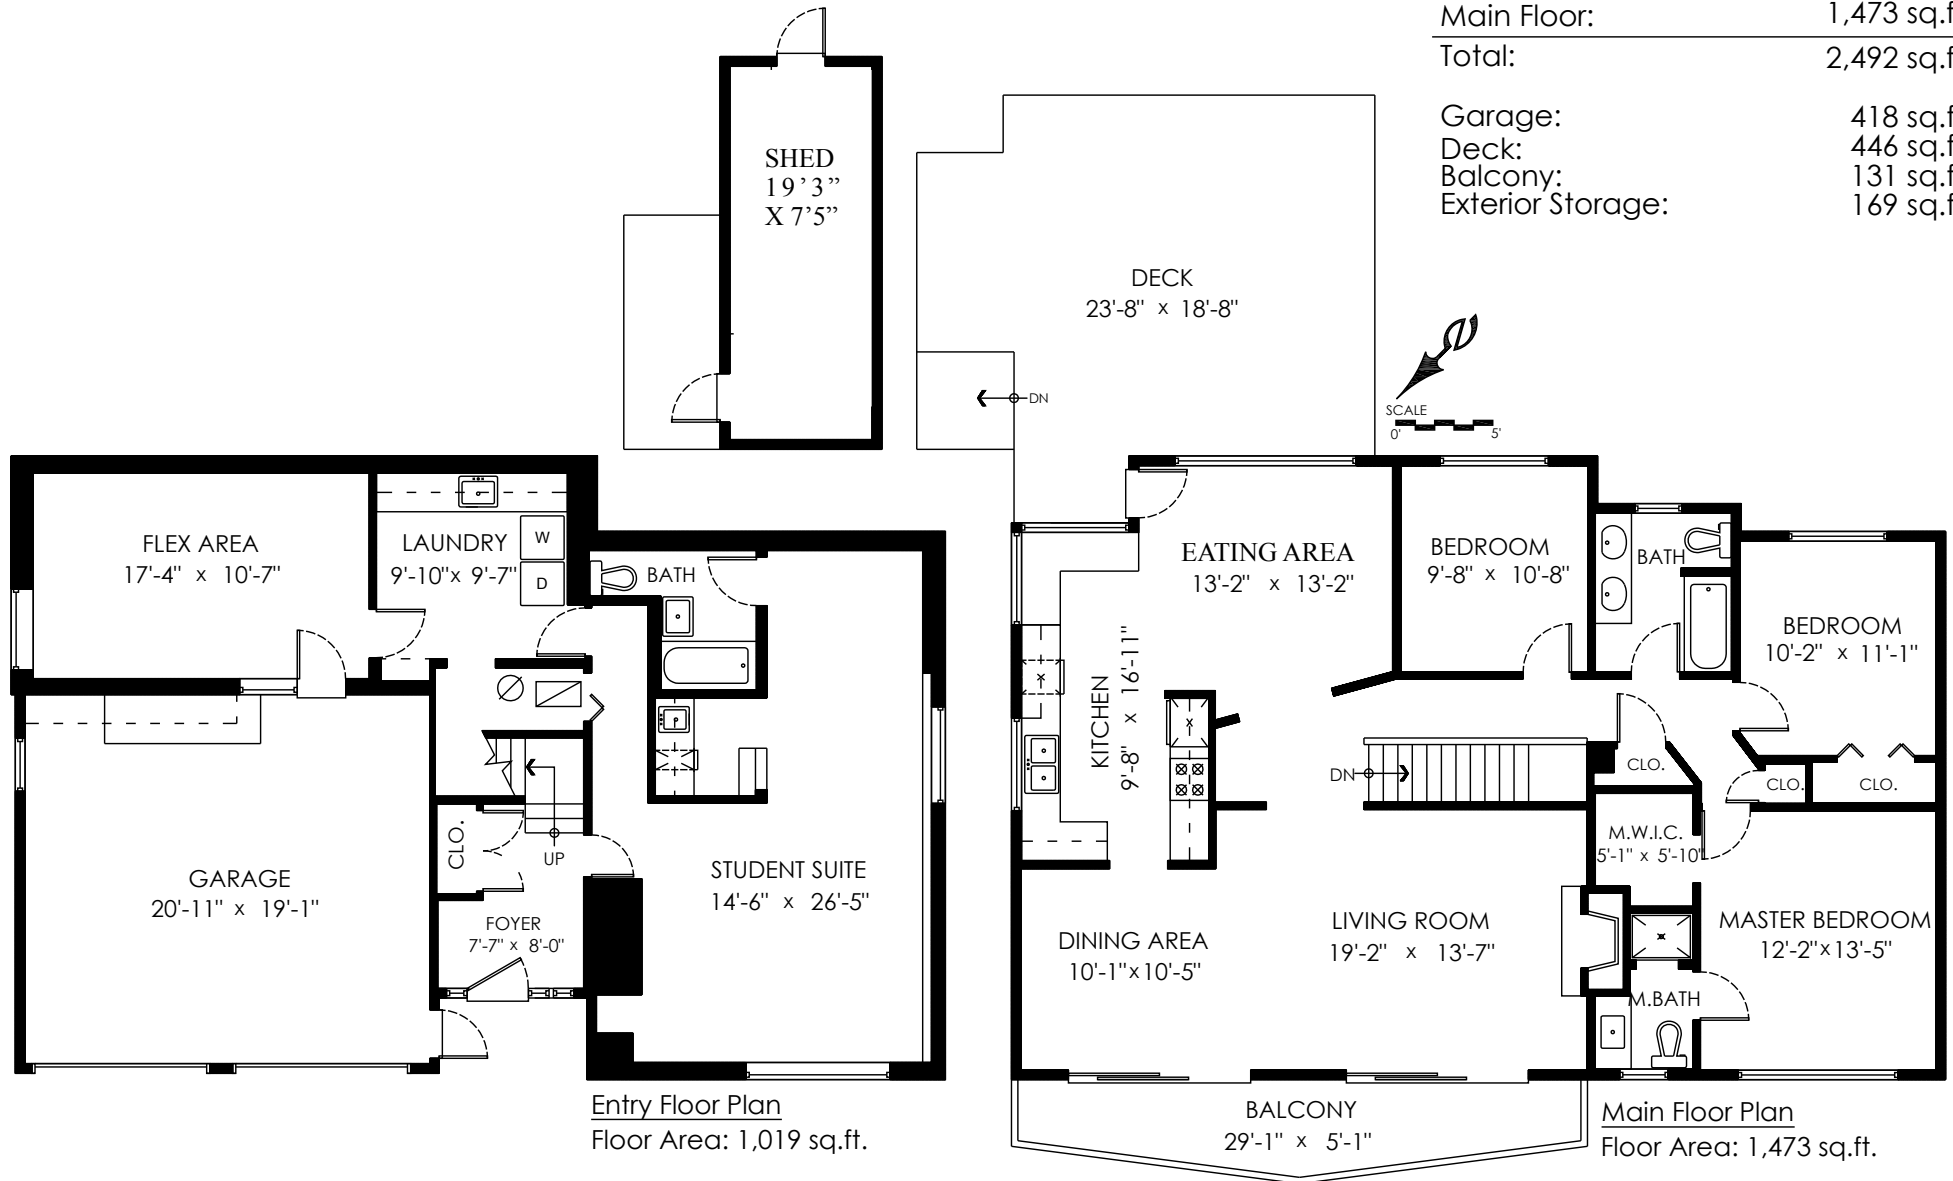 Main Floor: 1,473 sq.f
Total: 2,492 sq.f
Garage: 418 sq.f
Deck: 446 sq.f
Balcony: 131 sq.f
Exterior Storage: 169 sq.f
SHED
19'3"
X 7'5"
DECK
23'-8" x 18'-8"
DN
SCALE
0' 5'
FLEX AREA
17'-4" x 10'-7"
LAUNDRY
9'-10"x 9'-7"
W
D
BATH
GARAGE
20'-11" x 19'-1"
CLO.
UP
FOYER
7'-7" x 8'-0"
STUDENT SUITE
14'-6" x 26'-5"
Entry Floor Plan
Floor Area: 1,019 sq.ft.
EATING AREA
13'-2" x 13'-2"
BEDROOM
9'-8" x 10'-8"
BATH
BEDROOM
10'-2" x 11'-1"
KITCHEN
9'-8" x 16'-11"
DN
CLO.
CLO.
CLO.
M.W.I.C.
5'-1" x 5'-10"
DINING AREA
10'-1"x10'-5"
LIVING ROOM
19'-2" x 13'-7"
MASTER BEDROOM
12'-2"x13'-5"
M.BATH
BALCONY
29'-1" x 5'-1"
Main Floor Plan
Floor Area: 1,473 sq.ft.